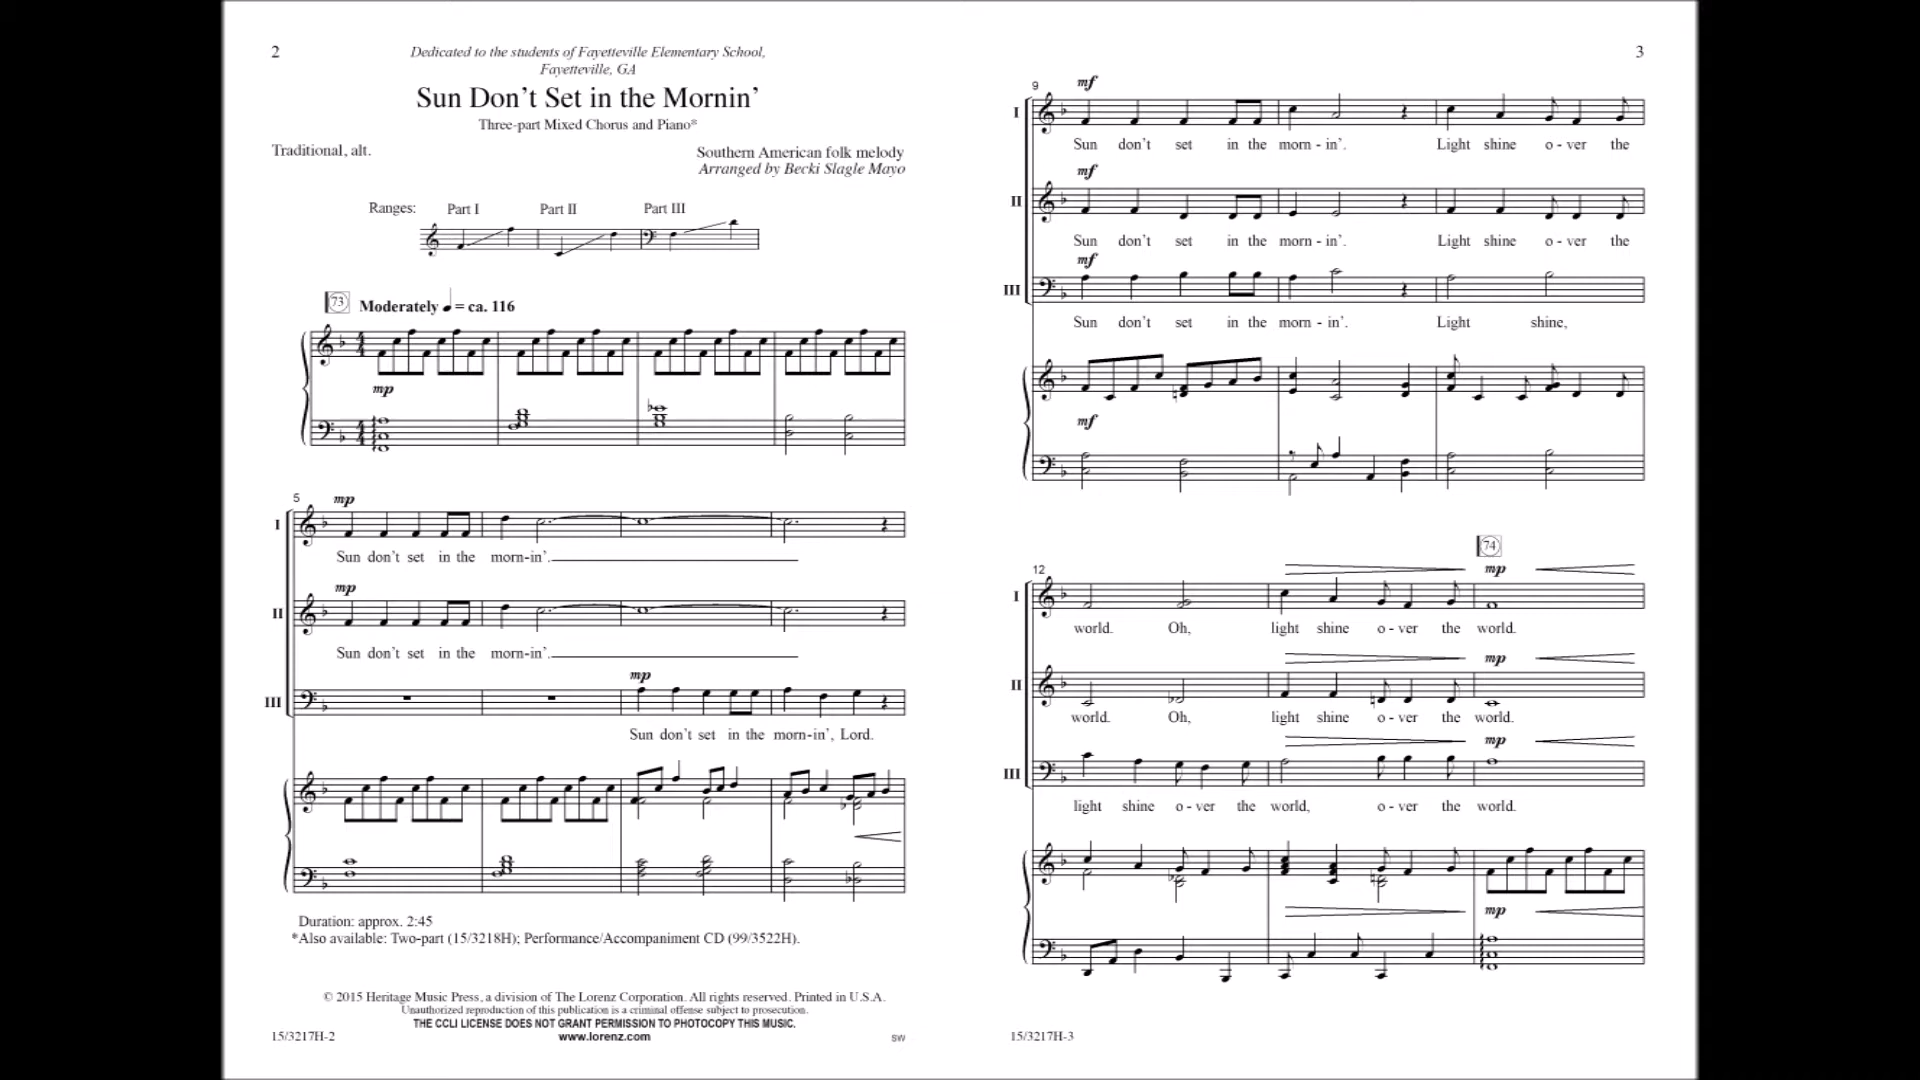 2
Dedicated to the students of Fayetteville Elementary School,
Fayetteville, GA
Sun Don't Set in the Mornin'
Three-part Mixed Chorus and Piano*
Traditional, alt.
Southern American folk melody
Arranged by Becki Slagle Mayo
Ranges: Part I Part II Part III
73 Moderately = ca. 116
4 4
mp
4 4
5 mp
I
Sun don't set in the morn-in'.
mp
II
Sun don't set in the morn-in'.
mp
III
Sun don't set in the morn-in', Lord.
Duration: approx. 2:45
*Also available: Two-part (15/3218H); Performance/Accompaniment CD (99/3522H).
© 2015 Heritage Music Press, a division of The Lorenz Corporation. All rights reserved. Printed in U.S.A.
Unauthorized reproduction of this publication is a criminal offense subject to prosecution.
THE CCLI LICENSE DOES NOT GRANT PERMISSION TO PHOTOCOPY THIS MUSIC.
www.lorenz.com
15/3217H-2
SW
3
9 mf
I
Sun don't set in the morn - in'. Light shine o - ver the
mf
II
Sun don't set in the morn - in'. Light shine o - ver the
mf
III
Sun don't set in the morn - in'. Light shine,
mf
74
12 mp
I
world. Oh, light shine o - ver the world.
mp
II
world. Oh, light shine o - ver the world.
mp
III
light shine o - ver the world, o - ver the world.
mp
15/3217H-3